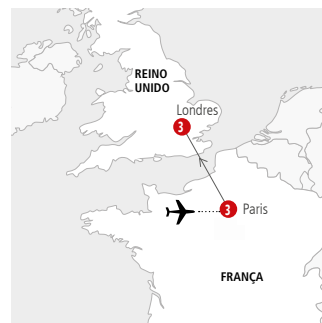 REINO
UNIDO
Londres
3
3
Paris
FRANÇA